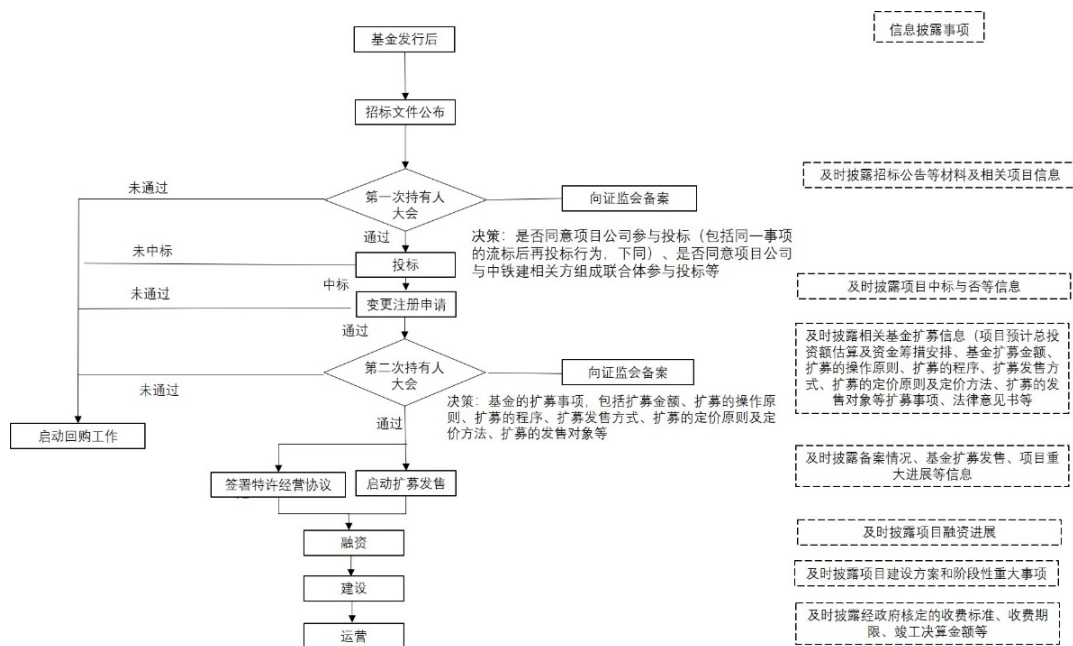 基金发行后
信息披露事项
招标文件公布
未通过
第一次持有人
大会
向证监会备案
及时披露招标公告等材料及相关项目信息
通过
决策：是否同意项目公司参与投标（包括同一事项
的流标后再投标行为，下同）、是否同意项目公司
与中铁建相关方组成联合体参与投标等
未中标
投标
中标
及时披露项目中标与否等信息
未通过
变更注册申请
通过
及时披露相关基金扩募信息（项目预计总投
资额估算及资金筹措安排、基金扩募金额、
扩募的操作原则、扩募的程序、扩募发售方
式、扩募的定价原则及定价方法、扩募的发
售对象等扩募事项、法律意见书等
第二次持有人
大会
向证监会备案
未通过
决策：基金的扩募事项，包括扩募金额、扩募的操作原
则、扩募的程序、扩募发售方式、扩募的定价原则及定
价方法、扩募的发售对象等
通过
启动回购工作
及时披露备案情况、基金扩募发售、项目重
大进展等信息
签署特许经营协议
启动扩募发售
融资
及时披露项目融资进展
建设
及时披露项目建设方案和阶段性重大事项
运营
及时披露经政府核定的收费标准、收费期
限、竣工决算金额等